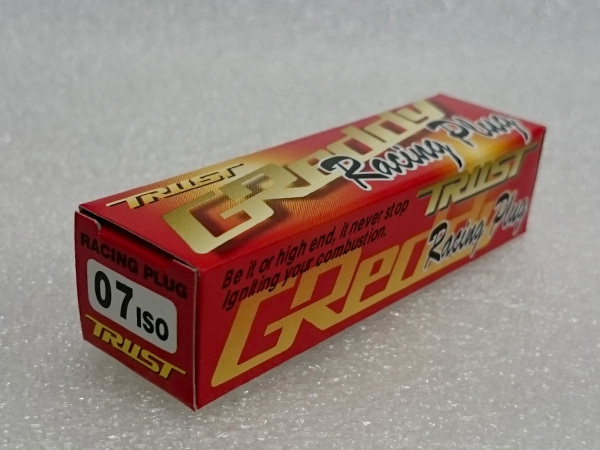 TRUST
GReddy
Racing Plug
TRUST
Be it or high end, it never stop
Igniting your combustion.
GReddy
Racing Plug
RACING PLUG
07 ISO
TRUST